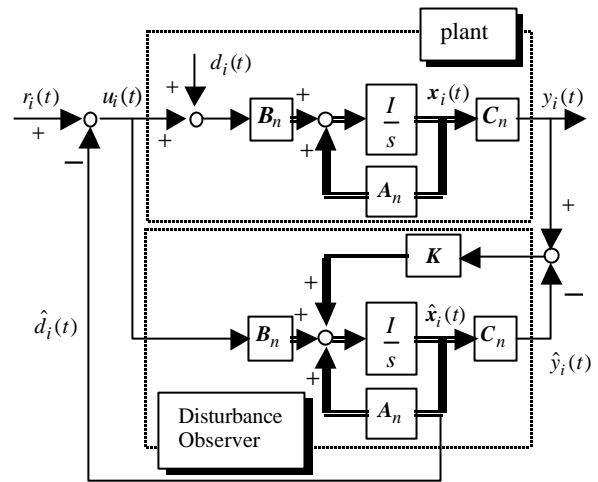 plant
d_i(t)
r_i(t) u_i(t) + + + − B_n + + I/s x_i(t) C_n y_i(t)
A_n
+
K
+ −
d̂_i(t) B_n + + I/s x̂_i(t) C_n ŷ_i(t)
A_n
Disturbance
Observer